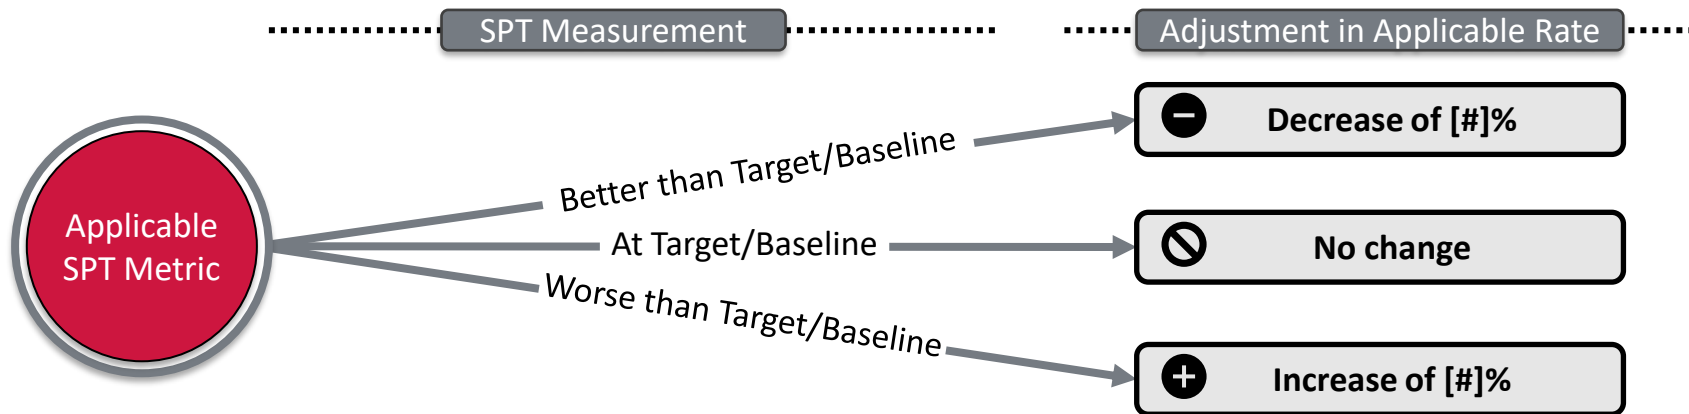 SPT Measurement
Adjustment in Applicable Rate
Applicable
SPT Metric
Better than Target/Baseline
Decrease of [#]%
At Target/Baseline
No change
Worse than Target/Baseline
Increase of [#]%